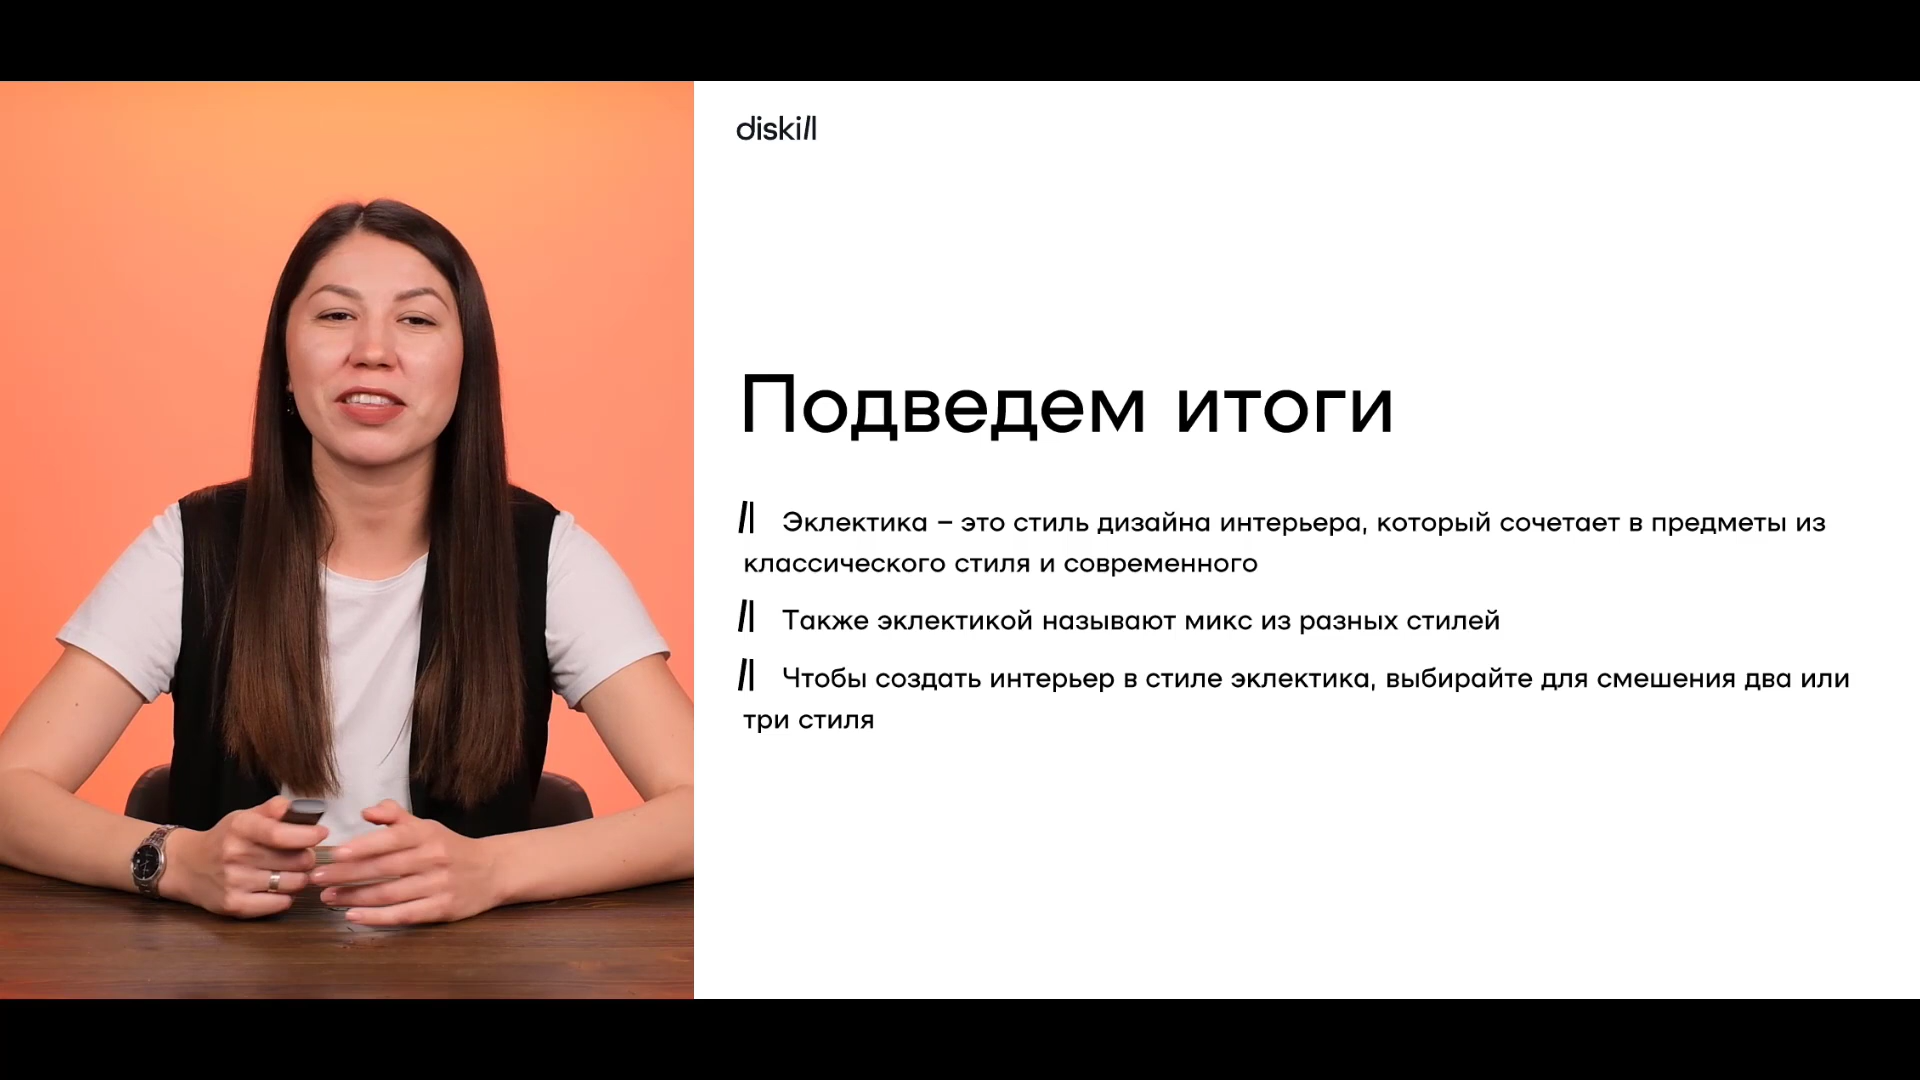 diskill
Подведем итоги
// Эклектика – это стиль дизайна интерьера, который сочетает в предметы из
классического стиля и современного
// Также эклектикой называют микс из разных стилей
// Чтобы создать интерьер в стиле эклектика, выбирайте для смешения два или
три стиля